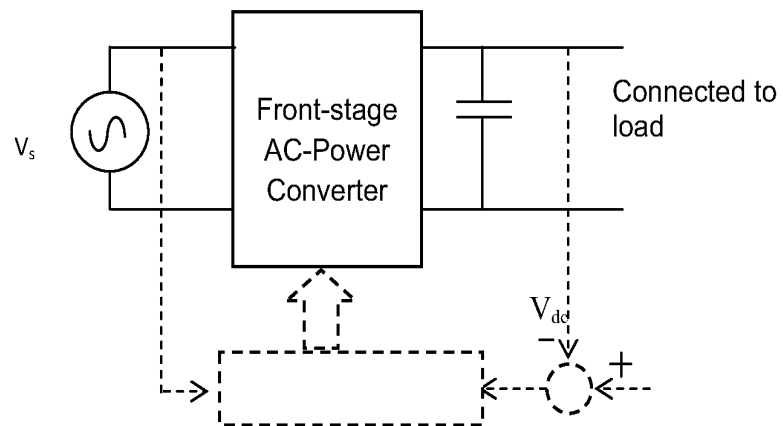 Front-stage
AC-Power
Converter
Connected to
load
Vs
Vdc
−
+